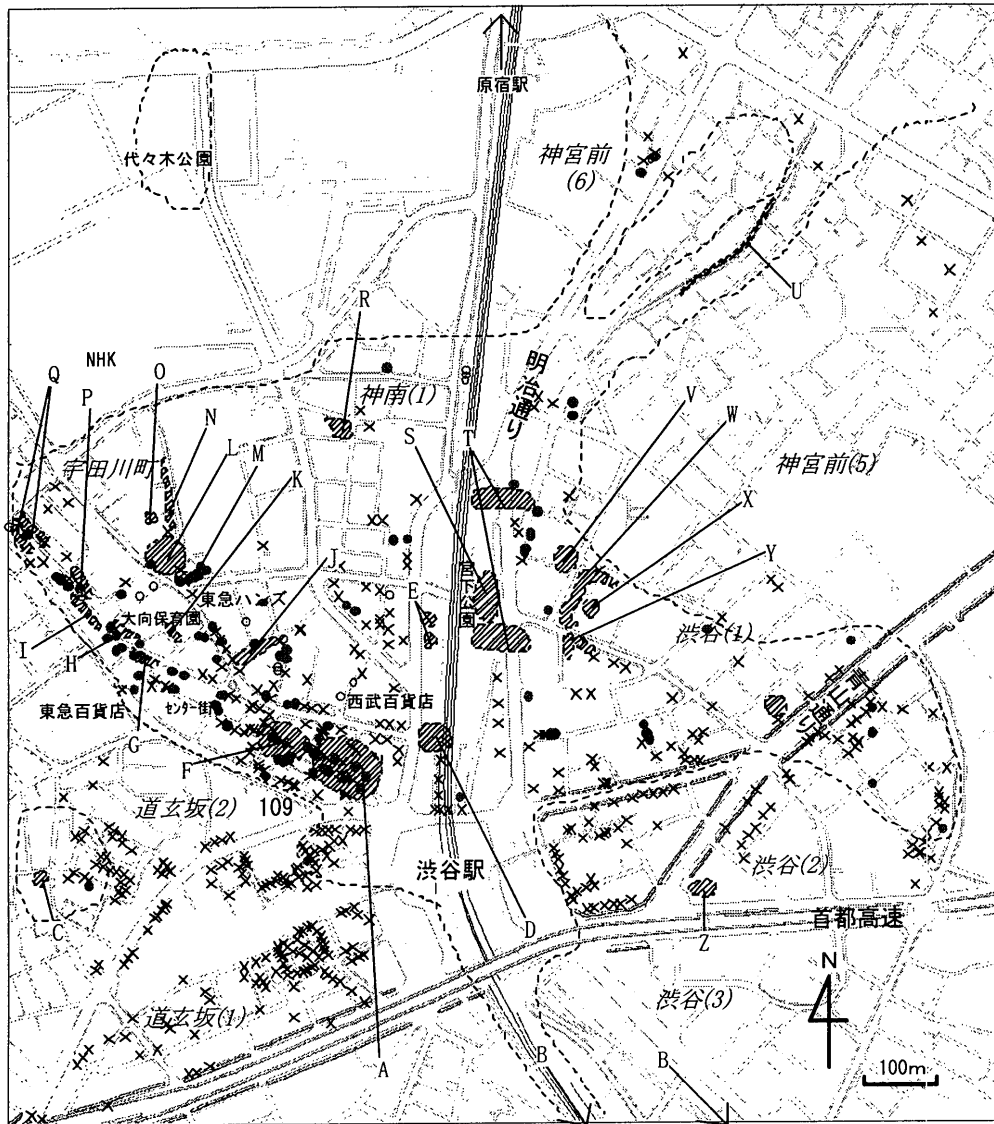 原宿駅
代々木公園
神宮前
(6)
U
R
NHK
Q
P
O
N
L
M
K
神南(1)
明治通り
S
T
V
W
宇田川町
神宮前(5)
X
Y
J
E
宮下公園
東急ハンズ
大向保育園
渋谷(1)
I
H
青山通り
東急百貨店
センター街
西武百貨店
G
F
道玄坂(2)
109
渋谷駅
渋谷(2)
C
D
Z
首都高速
N
道玄坂(1)
渋谷(3)
A
B
B
100m